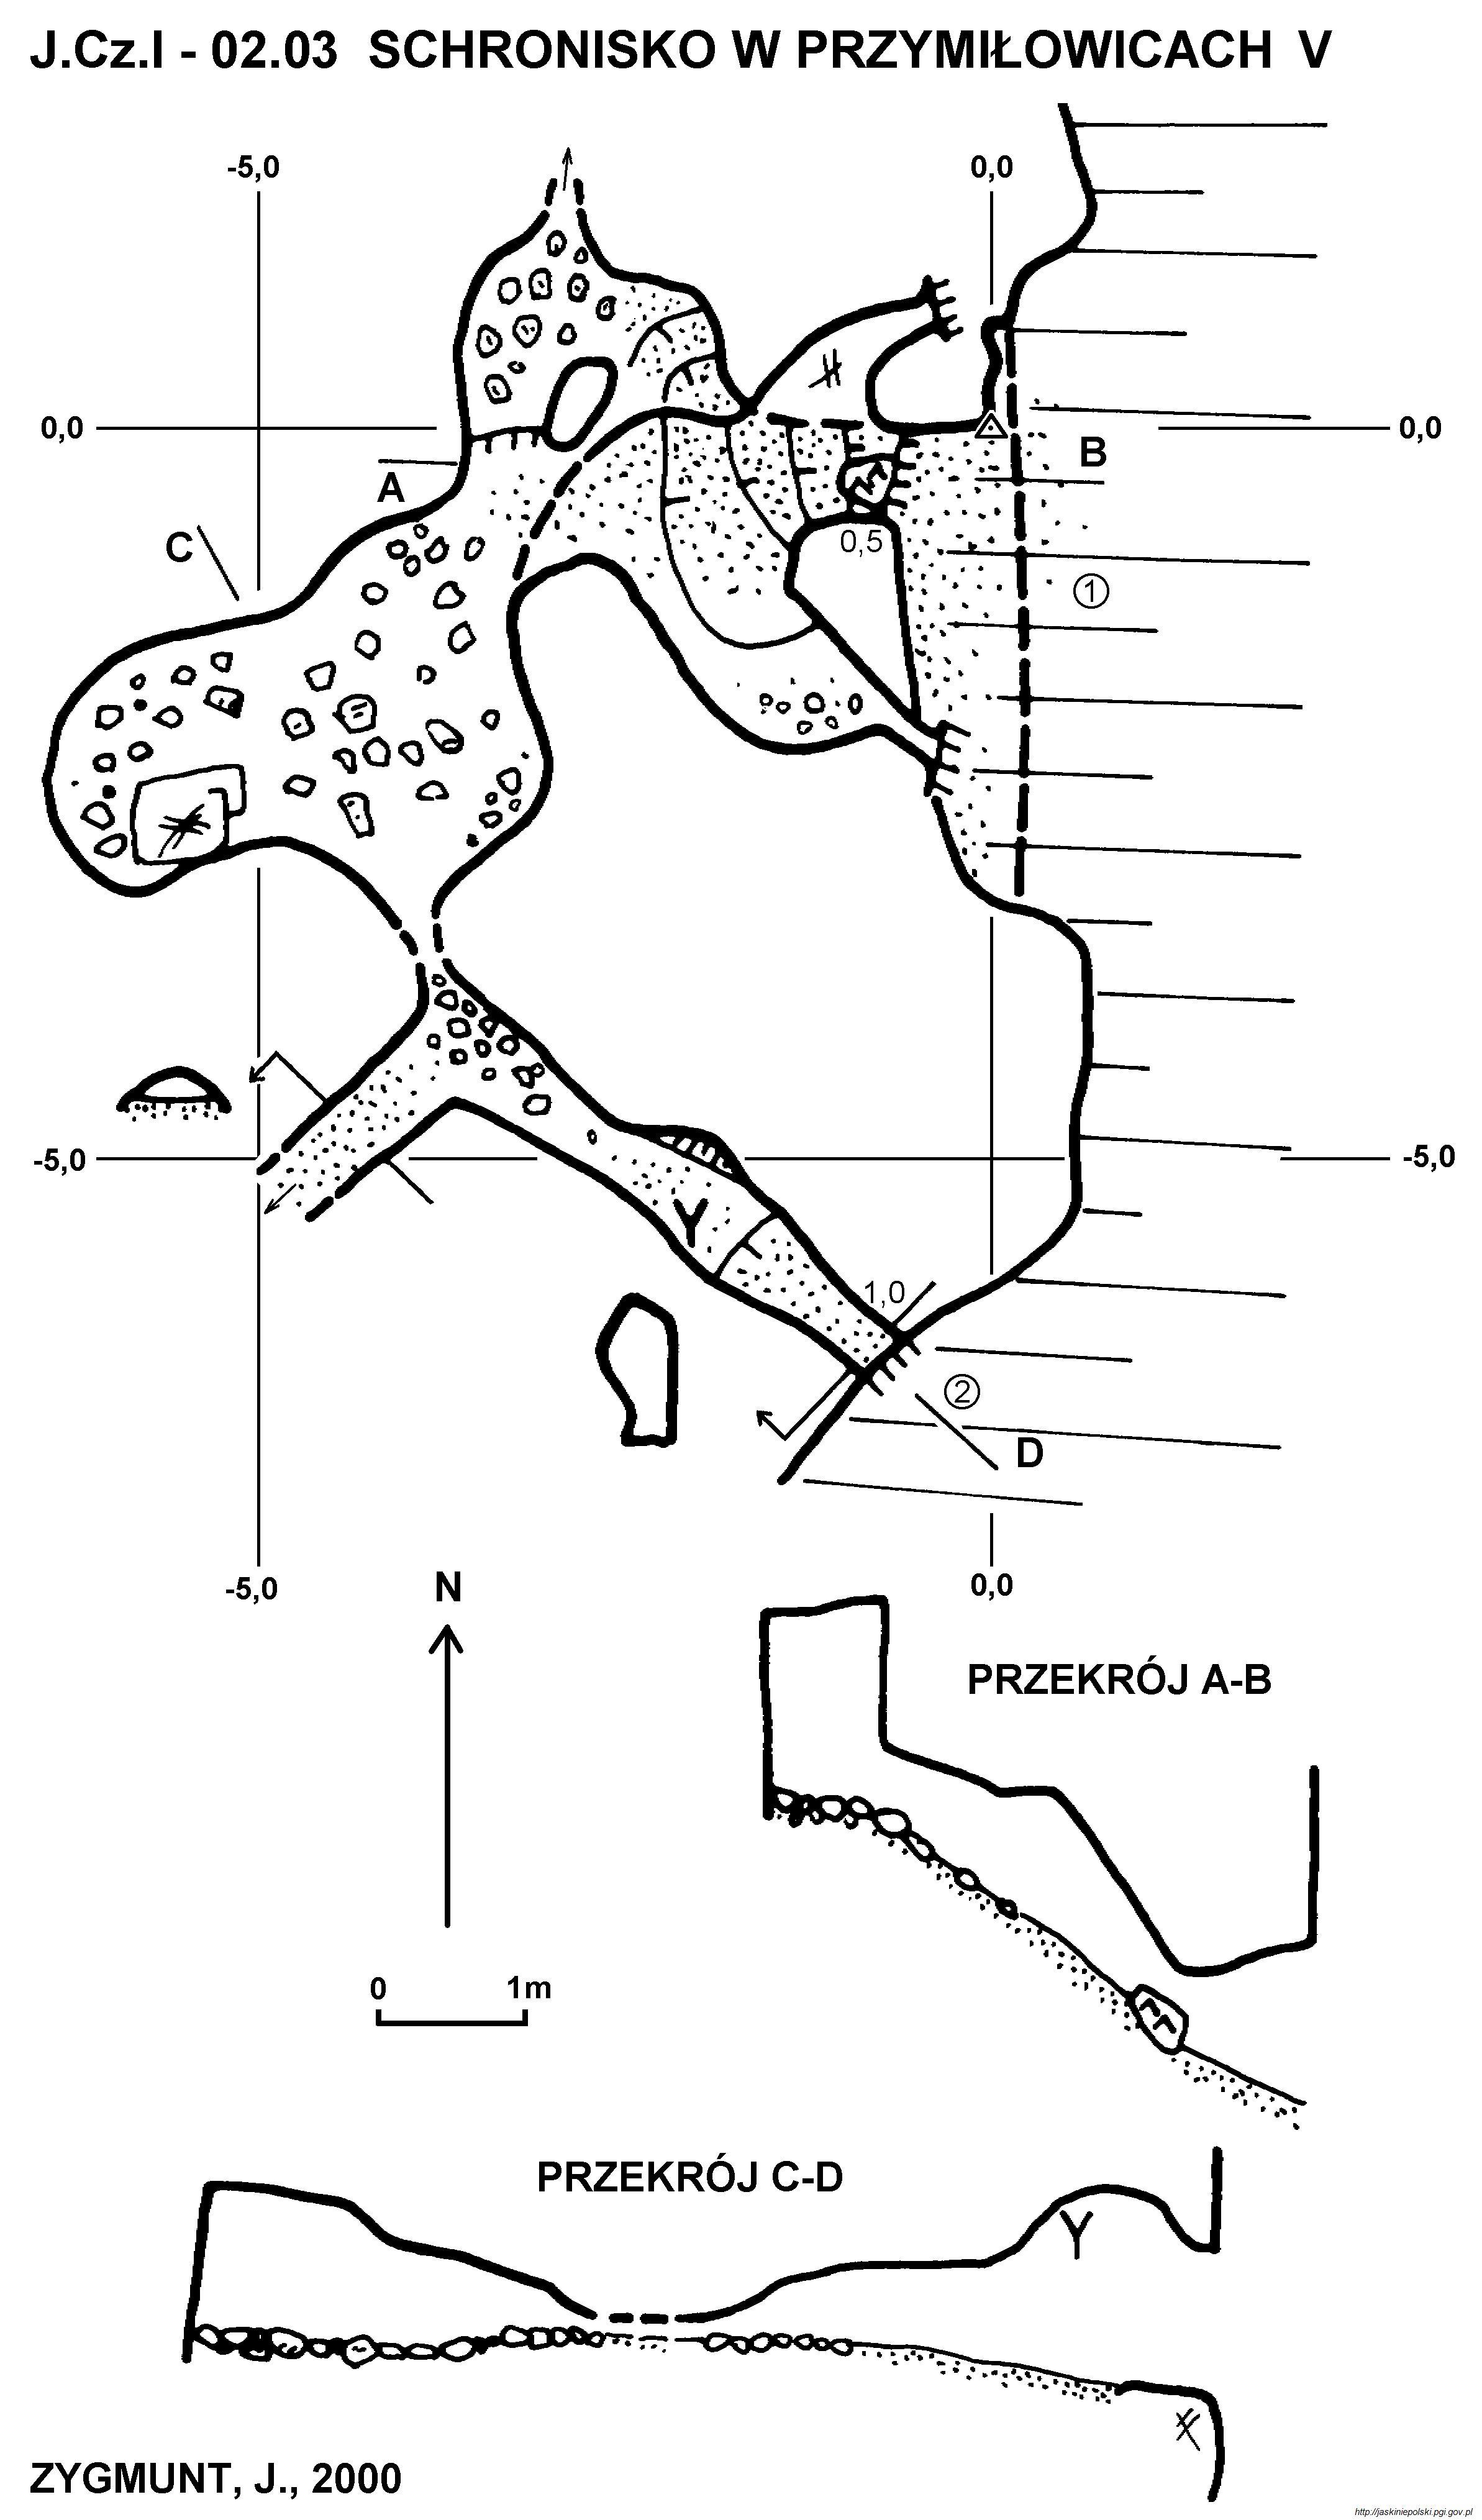 J.Cz.I - 02.03 SCHRONISKO W PRZYMIŁOWICACH V
-5,0
0,0
0,0
0,0
A
B
C
0,5
1
-5,0
-5,0
1,0
2
D
-5,0
N
0,0
PRZEKRÓJ A-B
0
1m
PRZEKRÓJ C-D
ZYGMUNT, J., 2000
http://jaskiniepolski.pgi.gov.pl